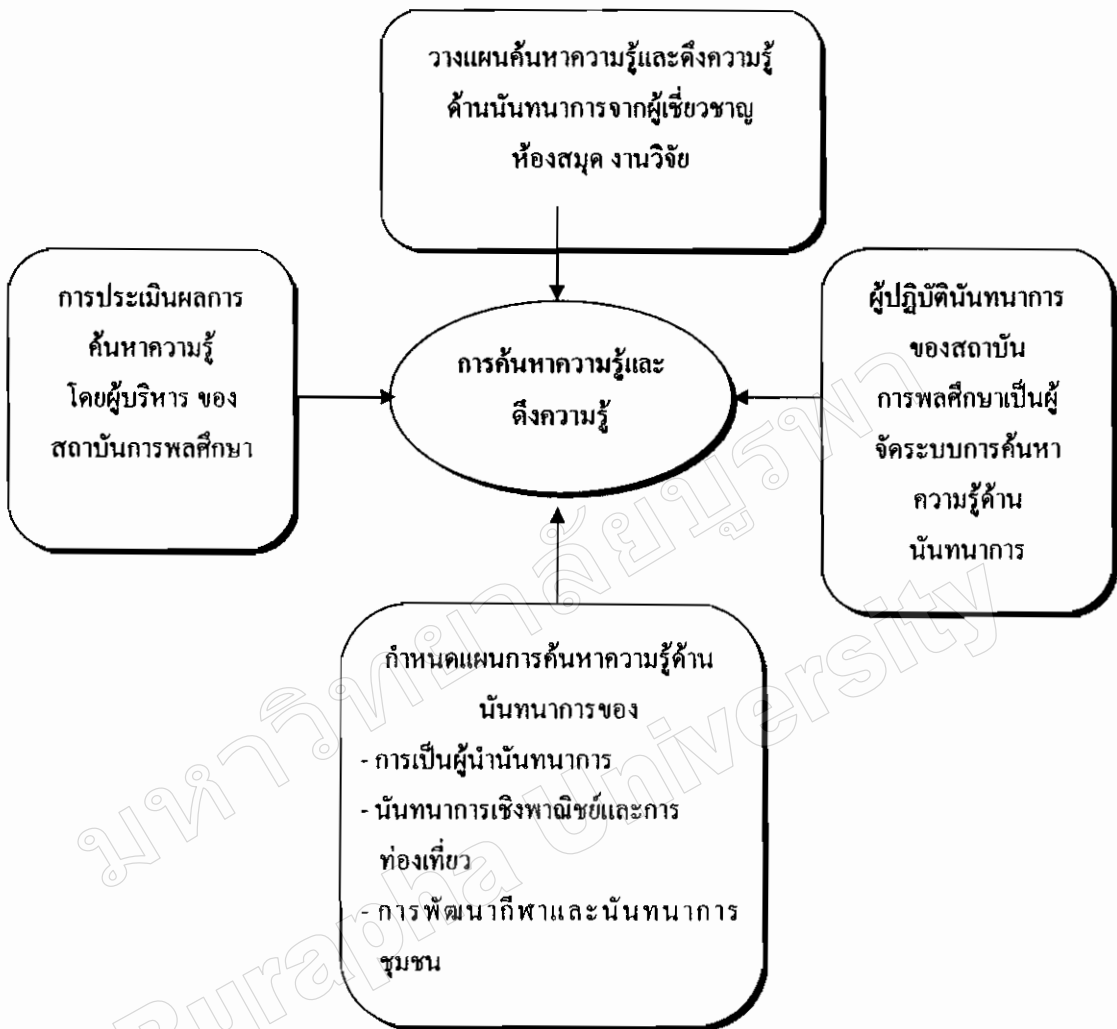 วางแผนค้นหาความรู้และดึงความรู้
ด้านนันทนาการจากผู้เชี่ยวชาญ
ห้องสมุด งานวิจัย
การประเมินผลการ
ค้นหาความรู้
โดยผู้บริหาร ของ
สถาบันการพลศึกษา
การค้นหาความรู้และ
ดึงความรู้
ผู้ปฏิบัตินันทนาการ
ของสถาบัน
การพลศึกษาเป็นผู้
จัดระบบการค้นหา
ความรู้ด้าน
นันทนาการ
กำหนดแผนการค้นหาความรู้ด้าน
นันทนาการของ
- การเป็นผู้นำนันทนาการ
- นันทนาการเชิงพาณิชย์และการ
ท่องเที่ยว
- การพัฒนากีฬาและนันทนาการ
ชุมชน
มหาวิทยาลัยบูรพา
Burapha University